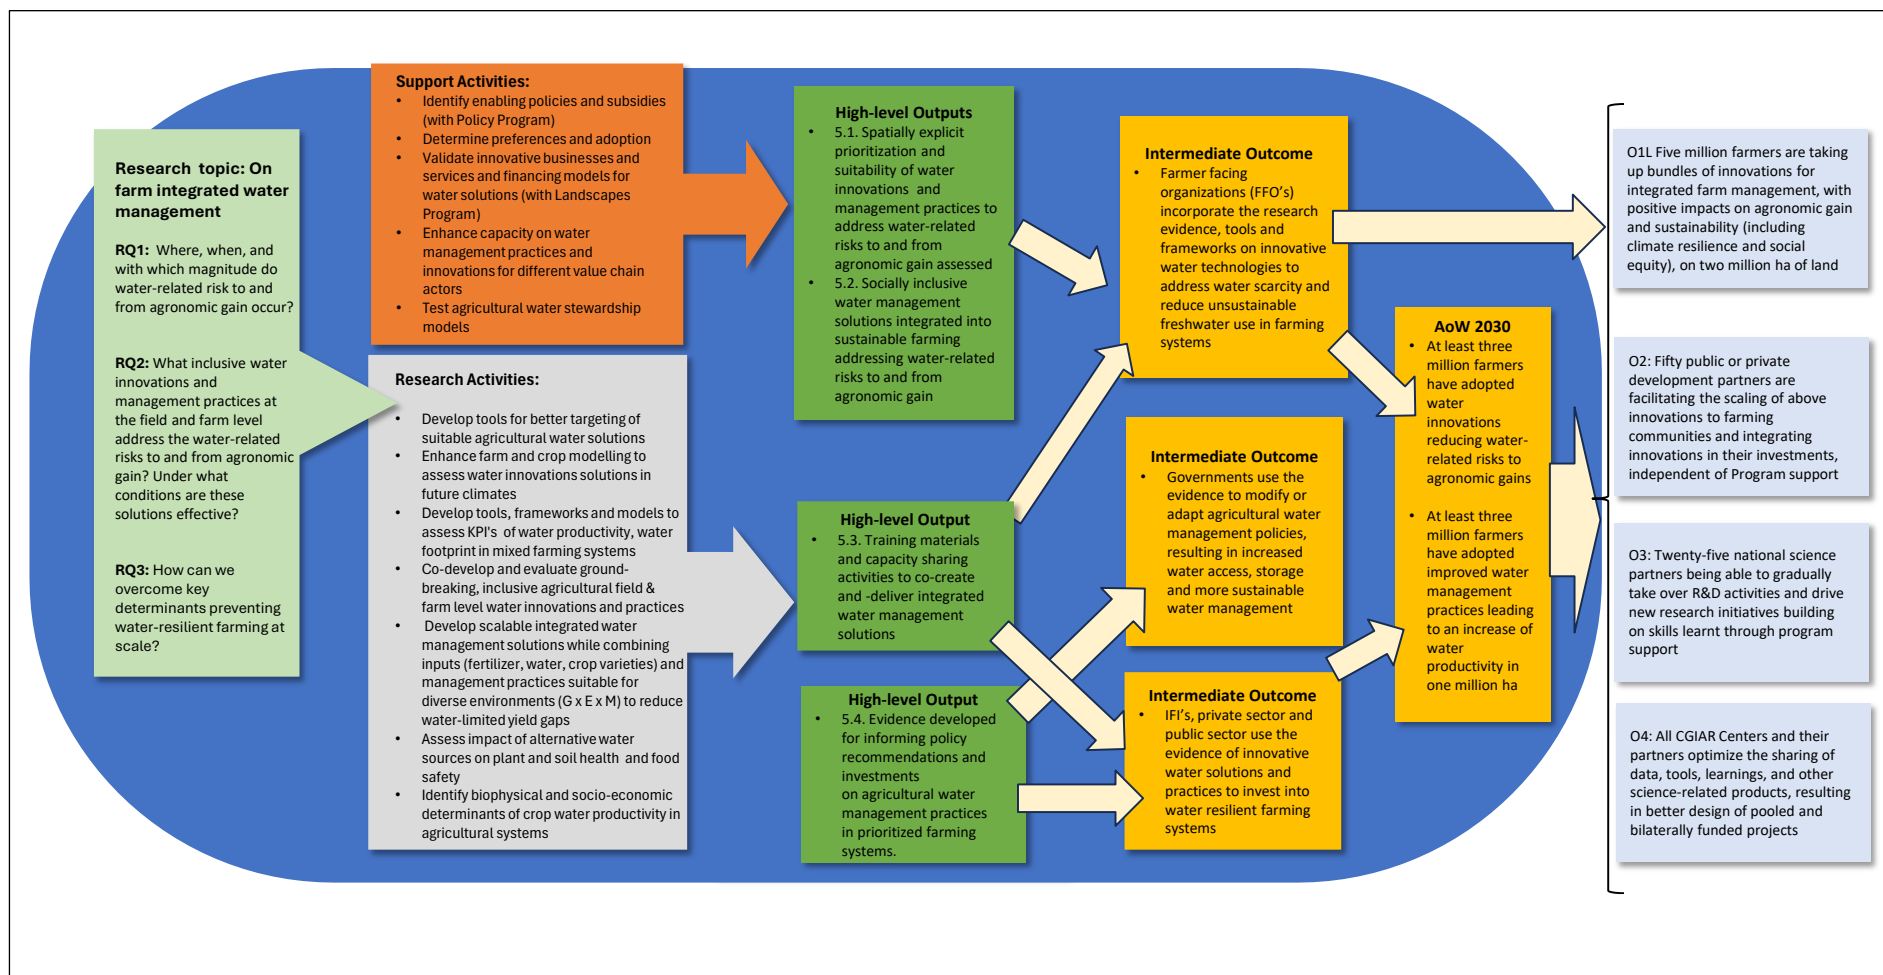 Research  topic: On
farm integrated water
management
RQ1:  Where, when, and
with which magnitude do
water-related risk to and
from agronomic gain occur?
RQ2: What inclusive water
innovations and
management practices at
the field and farm level
address the water-related
risks to and from agronomic
gain? Under what
conditions are these
solutions effective?
RQ3: How can we
overcome key
determinants preventing
water-resilient farming at
scale?
Support Activities:
• Identify enabling policies and subsidies
(with Policy Program)
• Determine preferences and adoption
• Validate innovative businesses and
services and financing models for
water solutions (with Landscapes
Program)
• Enhance capacity on water
management practices and
innovations for different value chain
actors
• Test agricultural water stewardship
models
Research Activities:
• Develop tools for better targeting of
suitable agricultural water solutions
• Enhance farm and crop modelling to
assess water innovations solutions in
future climates
• Develop tools, frameworks and models to
assess KPI's  of water productivity, water
footprint in mixed farming systems
• Co-develop and evaluate ground-
breaking, inclusive agricultural field &
farm level water innovations and practices
• Develop scalable integrated water
management solutions while combining
inputs (fertilizer, water, crop varieties) and
management practices suitable for
diverse environments (G x E x M) to reduce
water-limited yield gaps
• Assess impact of alternative water
sources on plant and soil health  and food
safety
• Identify biophysical and socio-economic
determinants of crop water productivity in
agricultural systems
High-level Outputs
• 5.1. Spatially explicit
prioritization and
suitability of water
innovations  and
management practices to
address water-related
risks to and from
agronomic gain assessed
• 5.2. Socially inclusive
water management
solutions integrated into
sustainable farming
addressing water-related
risks to and from
agronomic gain
High-level Output
• 5.3. Training materials
and capacity sharing
activities to co-create
and -deliver integrated
water management
solutions
High-level Output
• 5.4. Evidence developed
for informing policy
recommendations and
investments
on agricultural water
management practices
in prioritized farming
systems.
Intermediate Outcome
• Farmer facing
organizations (FFO’s)
incorporate the research
evidence, tools and
frameworks on innovative
water technologies to
address water scarcity and
reduce unsustainable
freshwater use in farming
systems
Intermediate Outcome
• Governments use the
evidence to modify or
adapt agricultural water
management policies,
resulting in increased
water access, storage
and more sustainable
water management
Intermediate Outcome
• IFI’s, private sector and
public sector use the
evidence of innovative
water solutions and
practices to invest into
water resilient farming
systems
AoW 2030
• At least three
million farmers
have adopted
water
innovations
reducing water-
related risks to
agronomic gains
• At least three
million farmers
have adopted
improved water
management
practices leading
to an increase of
water
productivity in
one million ha
O1L Five million farmers are taking
up bundles of innovations for
integrated farm management, with
positive impacts on agronomic gain
and sustainability (including
climate resilience and social
equity), on two million ha of land
O2: Fifty public or private
development partners are
facilitating the scaling of above
innovations to farming
communities and integrating
innovations in their investments,
independent of Program support
O3: Twenty-five national science
partners being able to gradually
take over R&D activities and drive
new research initiatives building
on skills learnt through program
support
O4: All CGIAR Centers and their
partners optimize the sharing of
data, tools, learnings, and other
science-related products, resulting
in better design of pooled and
bilaterally funded projects